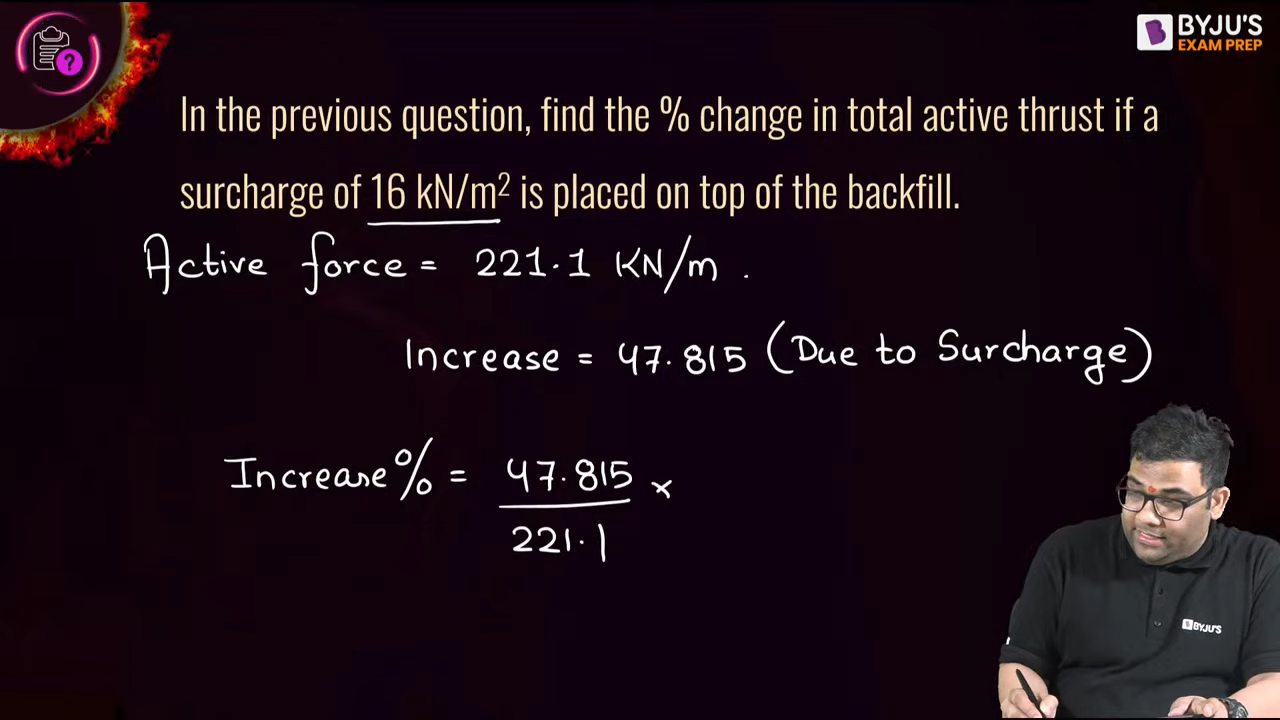 BYJU'S
EXAM PREP
In the previous question, find the % change in total active thrust if a
surcharge of 16 kN/m² is placed on top of the backfill.
Active force = 221.1 KN/m.
Increase = 47.815 (Due to Surcharge)
Increase % = 47.815 ×
221.1
BYJU'S